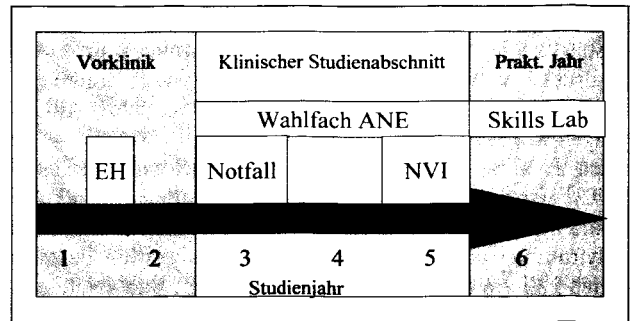 Vorklinik Klinischer Studienabschnitt Prakt. Jahr
Wahlfach ANE Skills Lab
EH Notfall NVI
1 2 3 4 5 6
Studienjahr